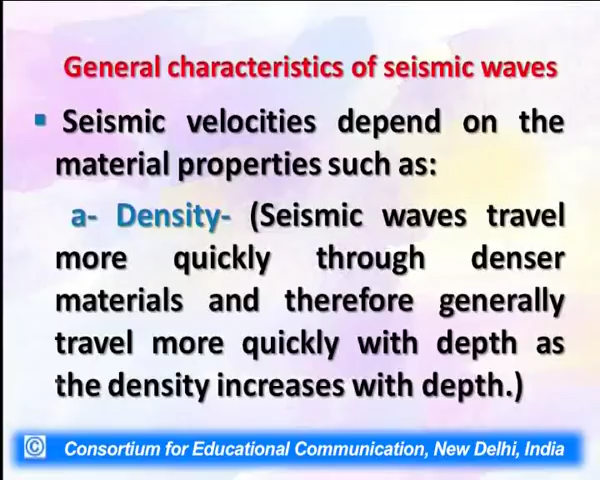 General characteristics of seismic waves
▪ Seismic velocities depend on the
material properties such as:
a- Density- (Seismic waves travel
more quickly through denser
materials and therefore generally
travel more quickly with depth as
the density increases with depth.)
© Consortium for Educational Communication, New Delhi, India